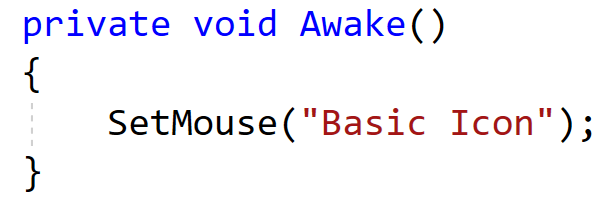 private void Awake()
{
    SetMouse("Basic Icon");
}